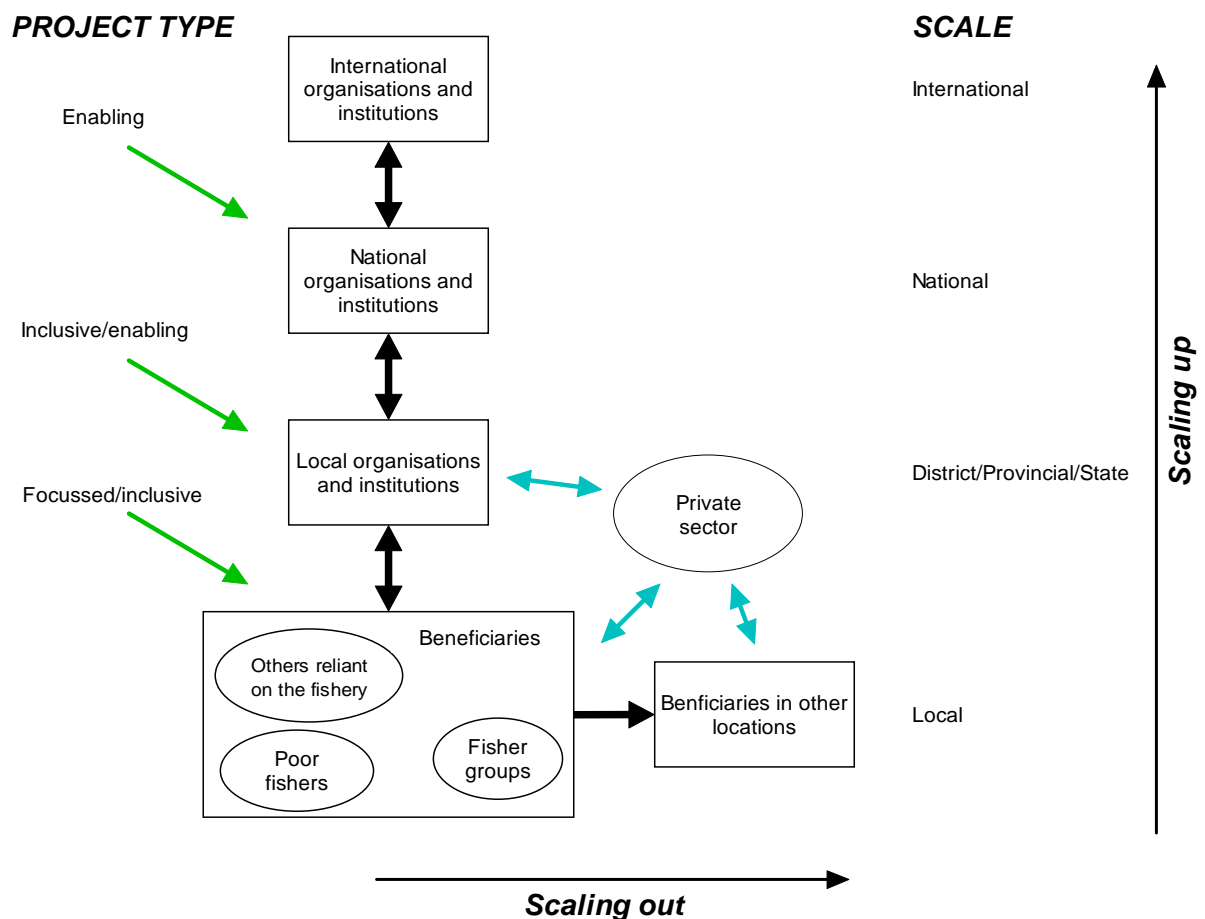 PROJECT TYPE
SCALE
International
organisations and
institutions
International
Enabling
National
organisations and
institutions
National
Inclusive/enabling
Scaling up
Local organisations
and institutions
District/Provincial/State
Focussed/inclusive
Private
sector
Beneficiaries
Others reliant
on the fishery
Benficiaries in other
locations
Local
Poor
fishers
Fisher
groups
Scaling out